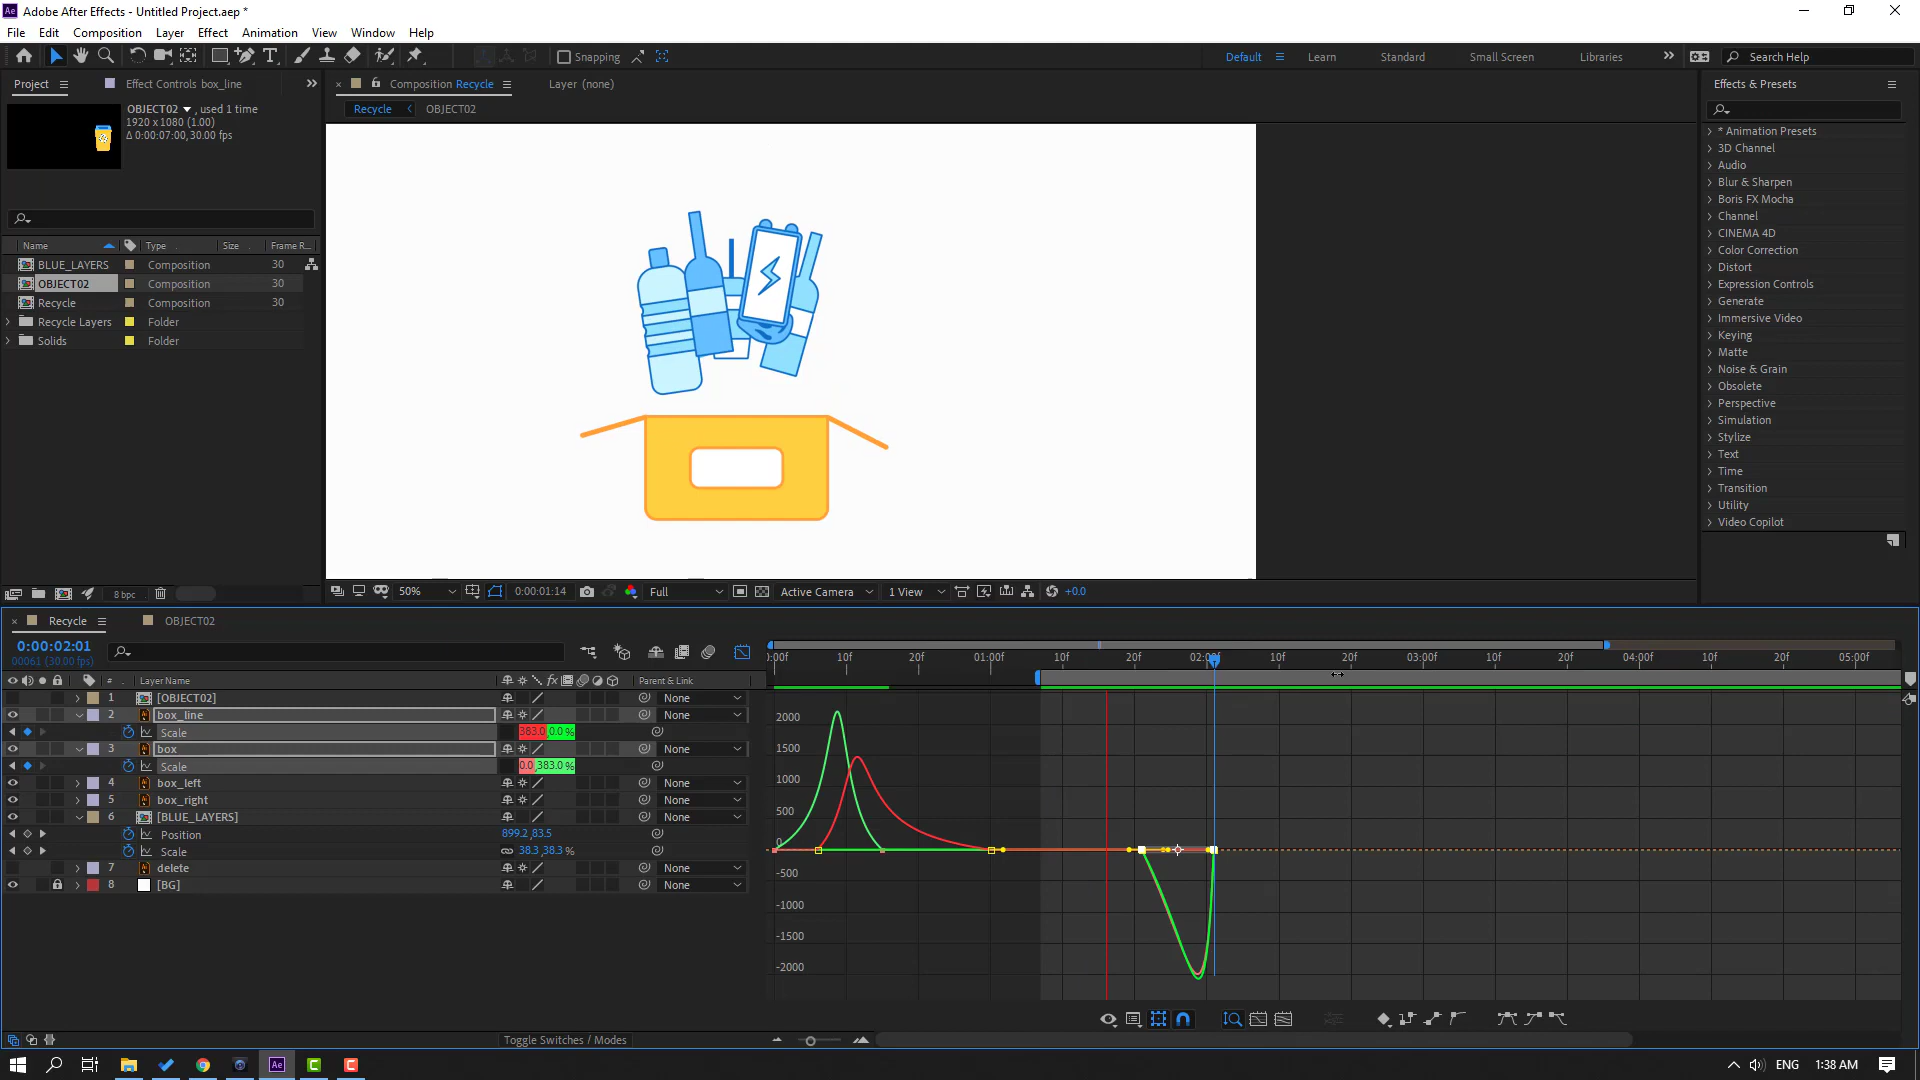 Adobe After Effects - Untitled Project.aep *
File Edit Composition Layer Effect Animation View Window Help
Snapping
Default Learn Standard Small Screen Libraries Search Help
Project Effect Controls box_line
Composition Recycle Layer (none)
Effects & Presets
Recycle OBJECT02
OBJECT02 , used 1 time
1920 x 1080 (1.00)
Δ 0:00:07:00, 30.00 fps
Name Type Size Frame R...
BLUE_LAYERS Composition 30
OBJECT02 Composition 30
Recycle Composition 30
Recycle Layers Folder
Solids Folder
* Animation Presets
3D Channel
Audio
Blur & Sharpen
Boris FX Mocha
Channel
CINEMA 4D
Color Correction
Distort
Expression Controls
Generate
Immersive Video
Keying
Matte
Noise & Grain
Obsolete
Perspective
Simulation
Stylize
Text
Time
Transition
Utility
Video Copilot
8 bpc
50% 0:00:01:14 Full Active Camera 1 View +0.0
Recycle OBJECT02
0:00:02:01
00061 (30.00 fps)
# Layer Name fx Parent & Link
:00f 10f 20f 01:00f 10f 20f 02:00f 10f 20f 03:00f 10f 20f 04:00f 10f 20f 05:00f
1 [OBJECT02] None
2 box_line None
Scale 383.0,0.0 %
3 box None
Scale 0.0,383.0 %
4 box_left None
5 box_right None
6 [BLUE_LAYERS] None
Position 899.2,83.5
Scale 38.3,38.3 %
7 delete None
8 [BG] None
2000
1500
1000
500
0
-500
-1000
-1500
-2000
Toggle Switches / Modes
Ae ENG 1:38 AM